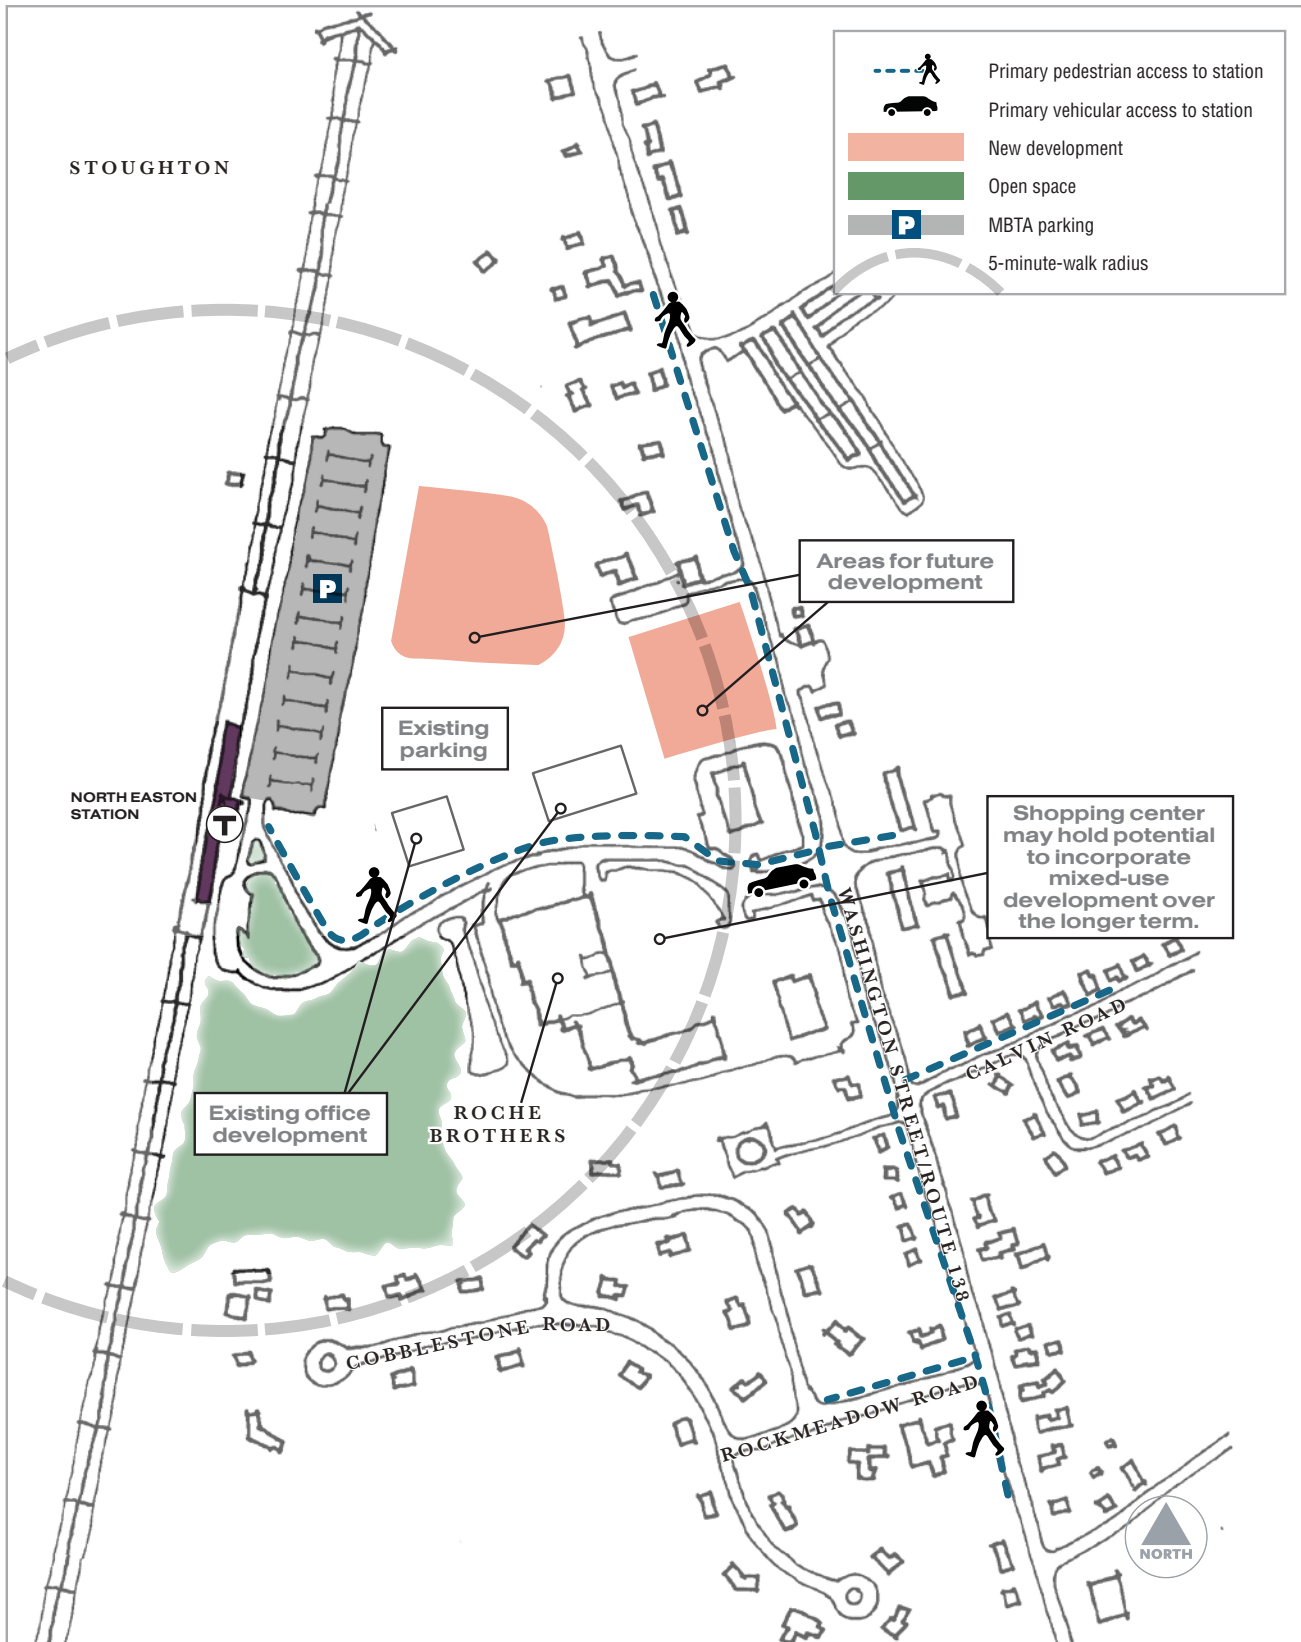 Primary pedestrian access to station
Primary vehicular access to station
New development
Open space
P
MBTA parking
5-minute-walk radius
STOUGHTON
Areas for future
development
P
Existing
parking
NORTH EASTON
STATION
T
Shopping center
may hold potential
to incorporate
mixed-use
development over
the longer term.
WASHINGTON STREET/ROUTE 138
CALVIN ROAD
Existing office
development
ROCHE
BROTHERS
COBBLESTONE ROAD
ROCKMEADOW ROAD
NORTH